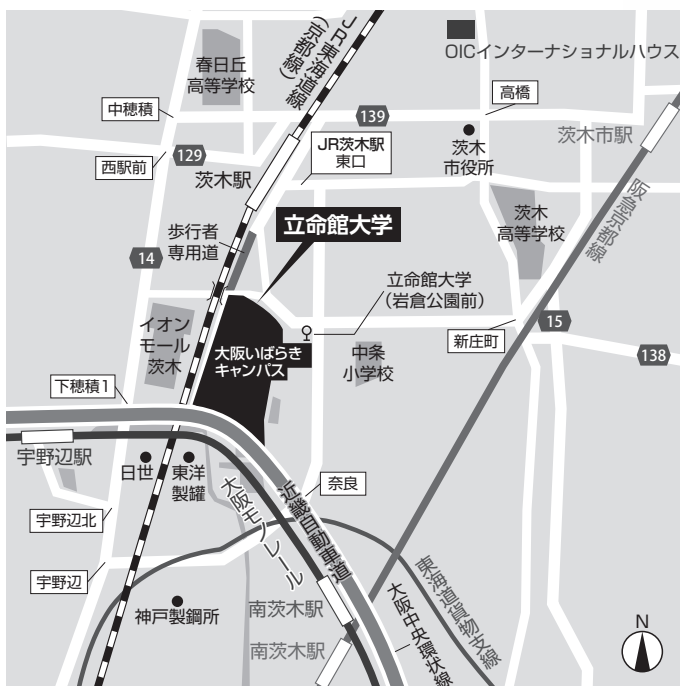 OICインターナショナルハウス
JR東海道線
(京都線)
春日丘
高等学校
中穂積
139
高橋
西駅前
129
茨木駅
JR茨木駅
東口
茨木
市役所
茨木市駅
阪急京都線
歩行者
専用道
立命館大学
茨木
高等学校
14
立命館大学
(岩倉公園前)
イオン
モール
茨木
大阪いばらき
キャンパス
中条
小学校
新庄町
15
138
下穂積1
宇野辺駅
日世
東洋
製罐
奈良
宇野辺北
大阪モノレール
近畿自動車道
宇野辺
神戸製鋼所
南茨木駅
南茨木駅
大阪中央環状線
東海道貨物支線
N